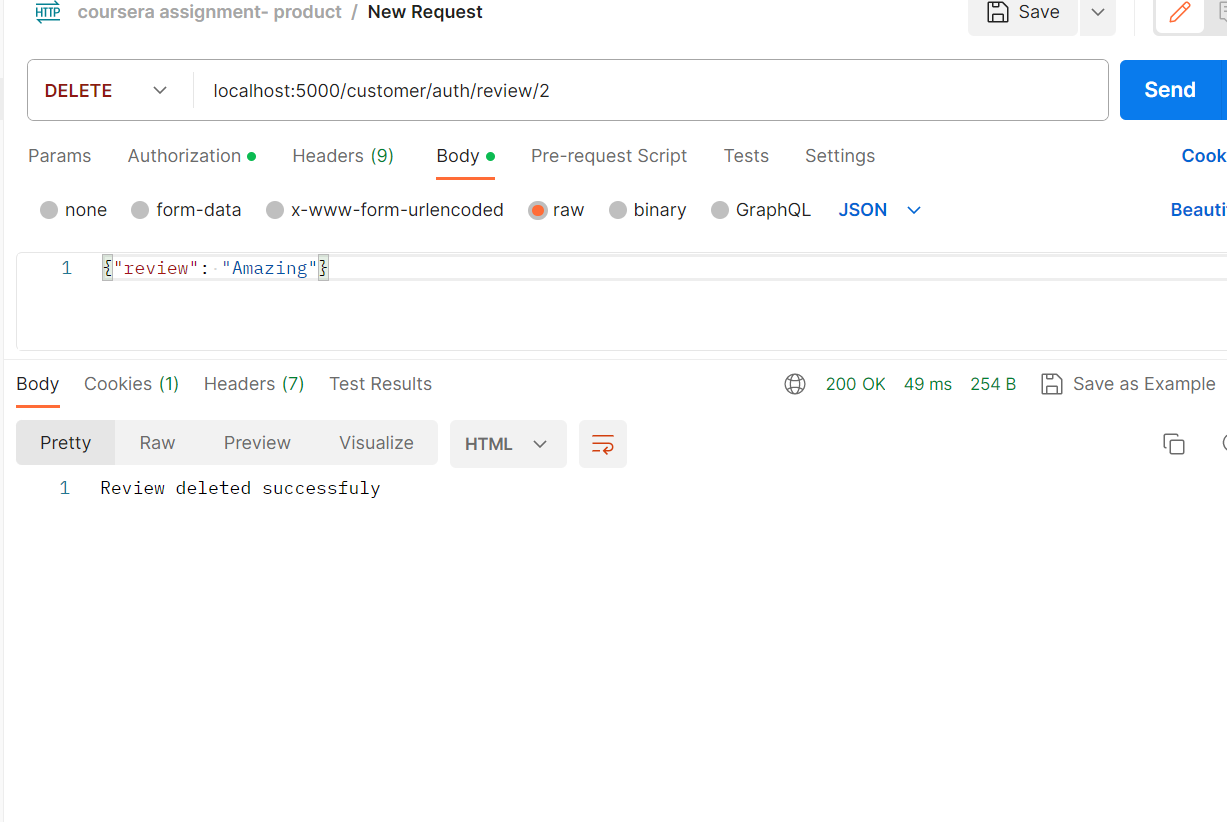 HTTP coursera assignment- product / New Request Save
DELETE localhost:5000/customer/auth/review/2 Send
Params Authorization Headers (9) Body Pre-request Script Tests Settings Cook
none form-data x-www-form-urlencoded raw binary GraphQL JSON Beauti
1 {"review": "Amazing"}
Body Cookies (1) Headers (7) Test Results 200 OK 49 ms 254 B Save as Example
Pretty Raw Preview Visualize HTML
1 Review deleted successfuly